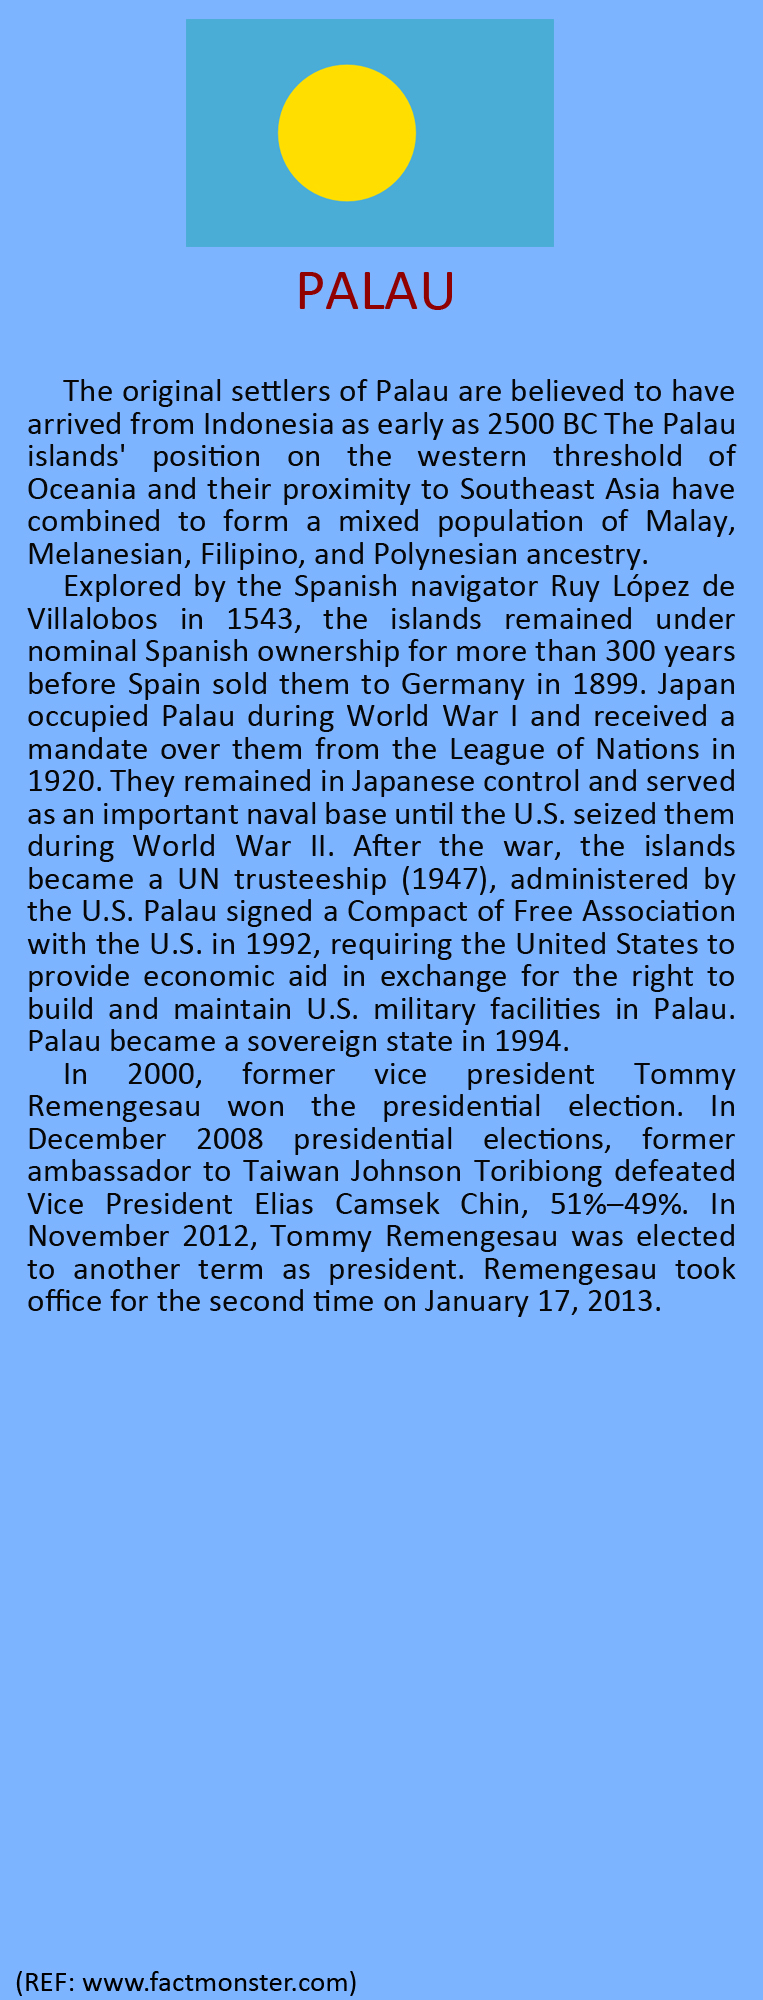 PALAU
The original settlers of Palau are believed to have
arrived from Indonesia as early as 2500 BC The Palau
islands' position on the western threshold of
Oceania and their proximity to Southeast Asia have
combined to form a mixed population of Malay,
Melanesian, Filipino, and Polynesian ancestry.
Explored by the Spanish navigator Ruy López de
Villalobos in 1543, the islands remained under
nominal Spanish ownership for more than 300 years
before Spain sold them to Germany in 1899. Japan
occupied Palau during World War I and received a
mandate over them from the League of Nations in
1920. They remained in Japanese control and served
as an important naval base until the U.S. seized them
during World War II. After the war, the islands
became a UN trusteeship (1947), administered by
the U.S. Palau signed a Compact of Free Association
with the U.S. in 1992, requiring the United States to
provide economic aid in exchange for the right to
build and maintain U.S. military facilities in Palau.
Palau became a sovereign state in 1994.
In 2000, former vice president Tommy
Remengesau won the presidential election. In
December 2008 presidential elections, former
ambassador to Taiwan Johnson Toribiong defeated
Vice President Elias Camsek Chin, 51%–49%. In
November 2012, Tommy Remengesau was elected
to another term as president. Remengesau took
office for the second time on January 17, 2013.
(REF: www.factmonster.com)